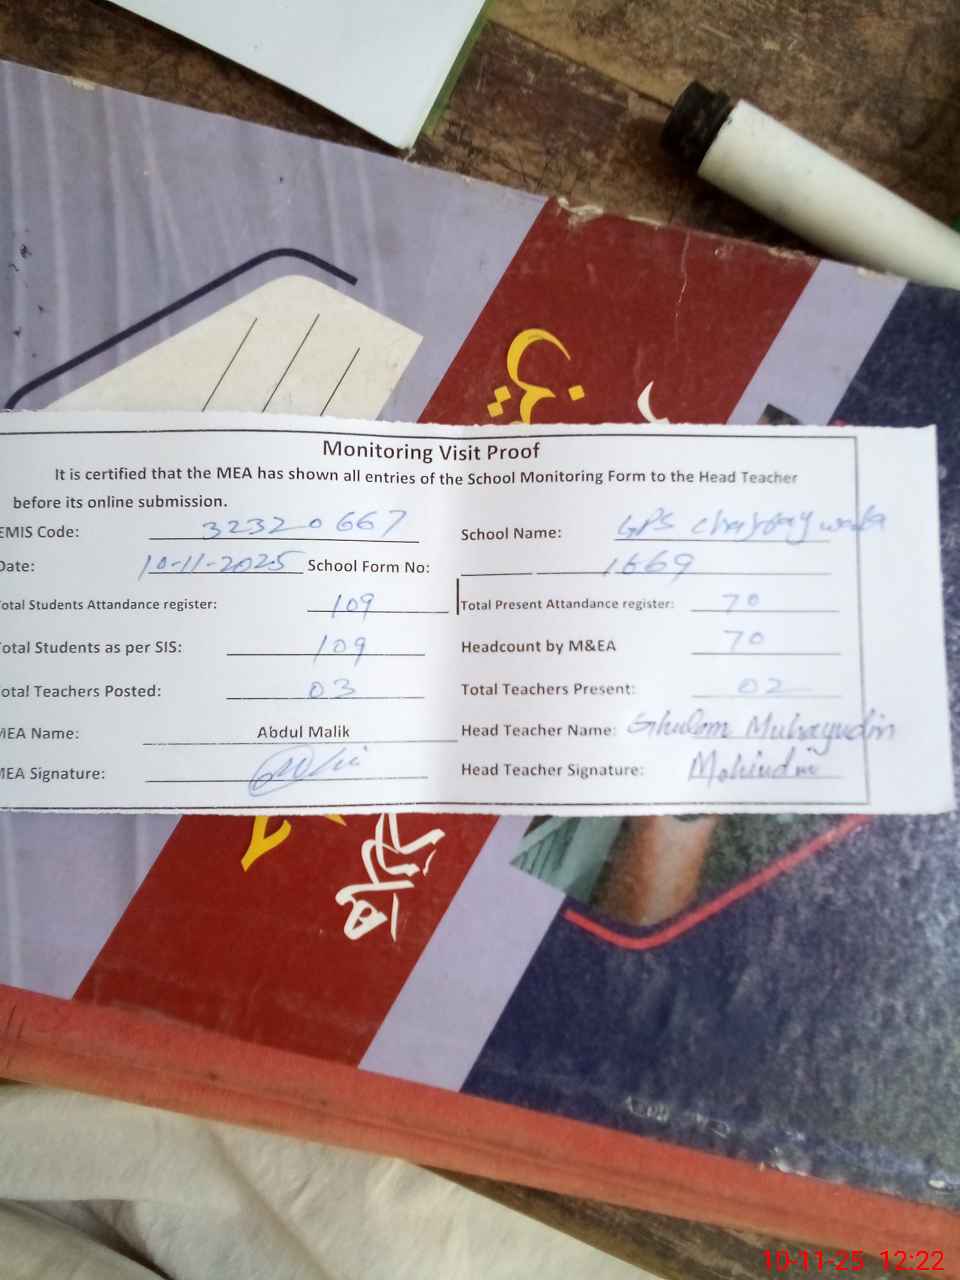 Monitoring Visit Proof
It is certified that the MEA has shown all entries of the School Monitoring Form to the Head Teacher
before its online submission.
EMIS Code: 32320667 School Name: GPS
Date: 10-11-2025 School Form No: 1669
Total Students Attandance register: 109 Total Present Attandance register: 70
Total Students as per SIS: 109 Headcount by M&EA 70
Total Teachers Posted: 03 Total Teachers Present: 02
MEA Name: Abdul Malik Head Teacher Name: Ghulam Muhayudin
MEA Signature: Head Teacher Signature: Mohiudin
10-11-25 12:22